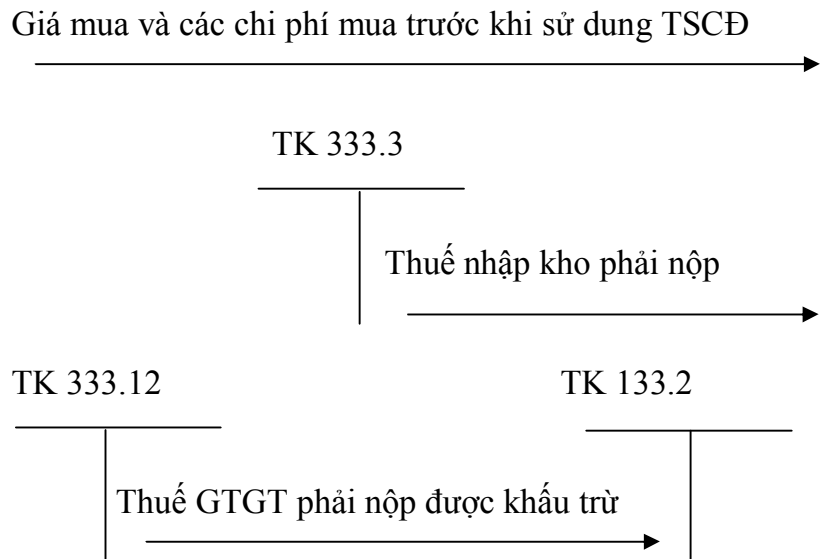 Giá mua và các chi phí mua trước khi sử dung TSCĐ
TK 333.3
Thuế nhập kho phải nộp
TK 333.12 TK 133.2
Thuế GTGT phải nộp được khấu trừ